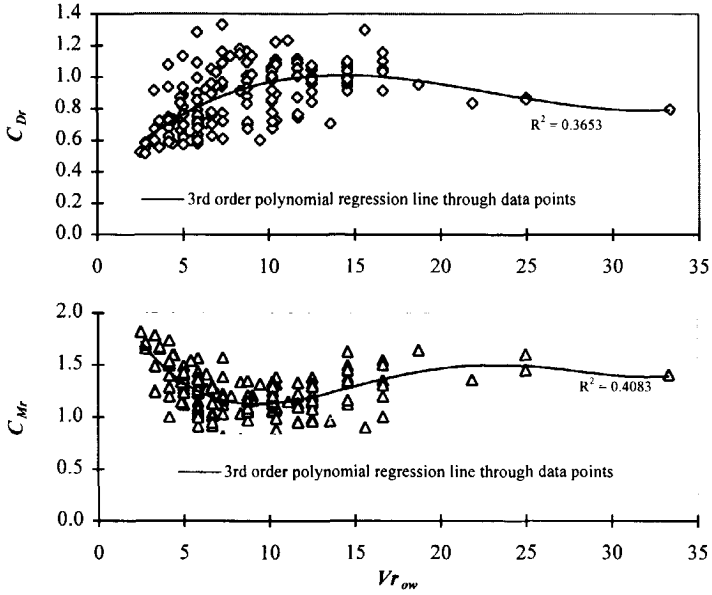 1.4
1.2
1.0
0.8
0.6
0.4
0.2
0.0
C_Dr
R² = 0.3653
3rd order polynomial regression line through data points
0 5 10 15 20 25 30 35
2.0
1.5
1.0
0.5
0.0
C_Mr
R² = 0.4083
3rd order polynomial regression line through data points
0 5 10 15 20 25 30 35
Vr_ow